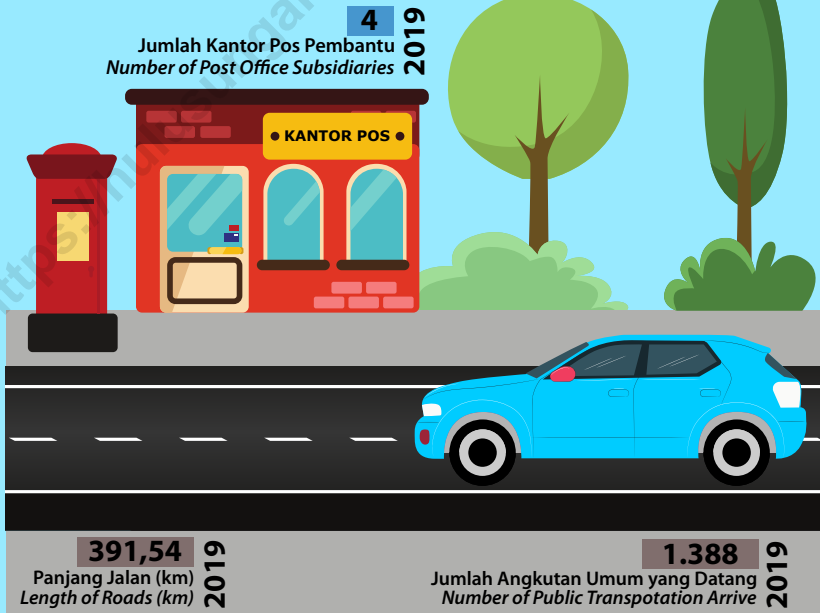 4
Jumlah Kantor Pos Pembantu
Number of Post Office Subsidiaries
2019
KANTOR POS
391,54
Panjang Jalan (km)
Length of Roads (km)
2019
1.388
Jumlah Angkutan Umum yang Datang
Number of Public Transpotation Arrive
2019